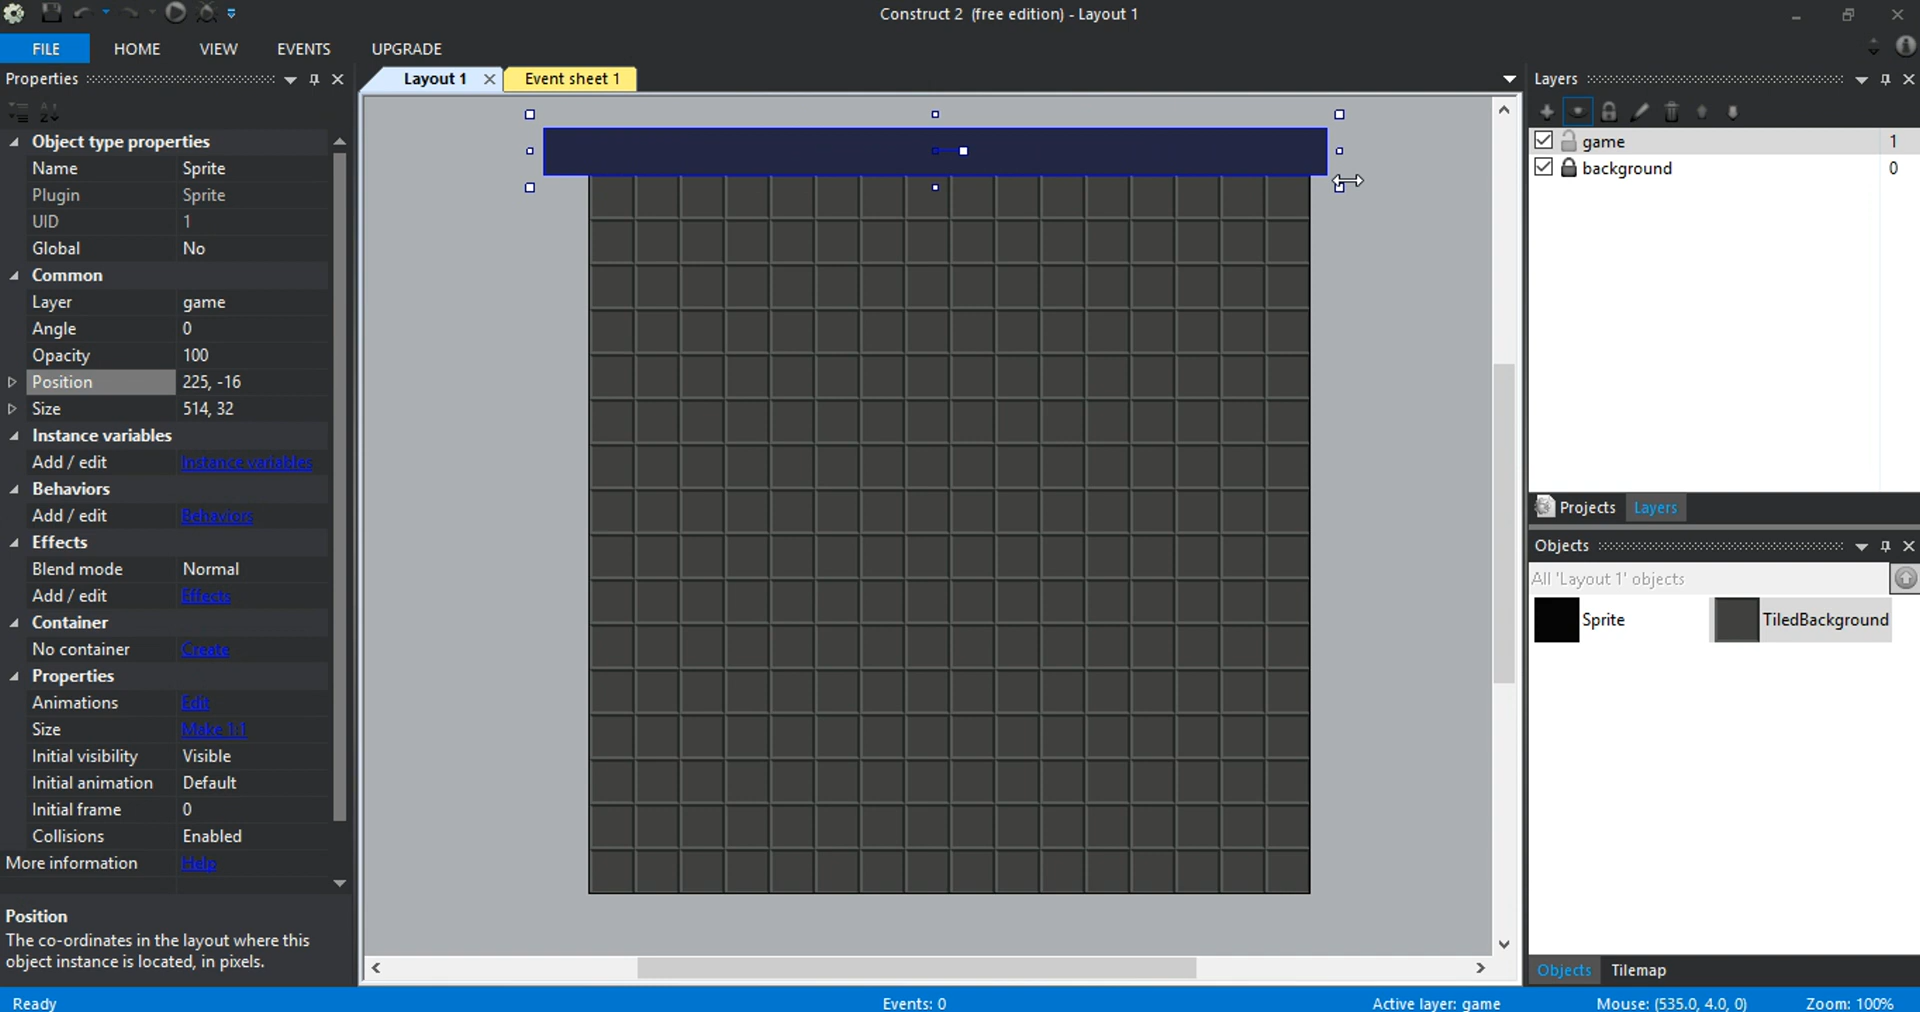 Construct 2 (free edition) - Layout 1
FILE HOME VIEW EVENTS UPGRADE
Properties
Object type properties
Name Sprite
Plugin Sprite
UID 1
Global No
Common
Layer game
Angle 0
Opacity 100
Position 225, -16
Size 514, 32
Instance variables
Add / edit Instance variables
Behaviors
Add / edit Behaviors
Effects
Blend mode Normal
Add / edit Effects
Container
No container Create
Properties
Animations Edit
Size Make 1:1
Initial visibility Visible
Initial animation Default
Initial frame 0
Collisions Enabled
More information Help
Position
The co-ordinates in the layout where this
object instance is located, in pixels.
Layout 1 Event sheet 1
Layers
game 1
background 0
Projects Layers
Objects
All 'Layout 1' objects
Sprite TiledBackground
Objects Tilemap
Ready Events: 0 Active layer: game Mouse: (535.0, 4.0, 0) Zoom: 100%